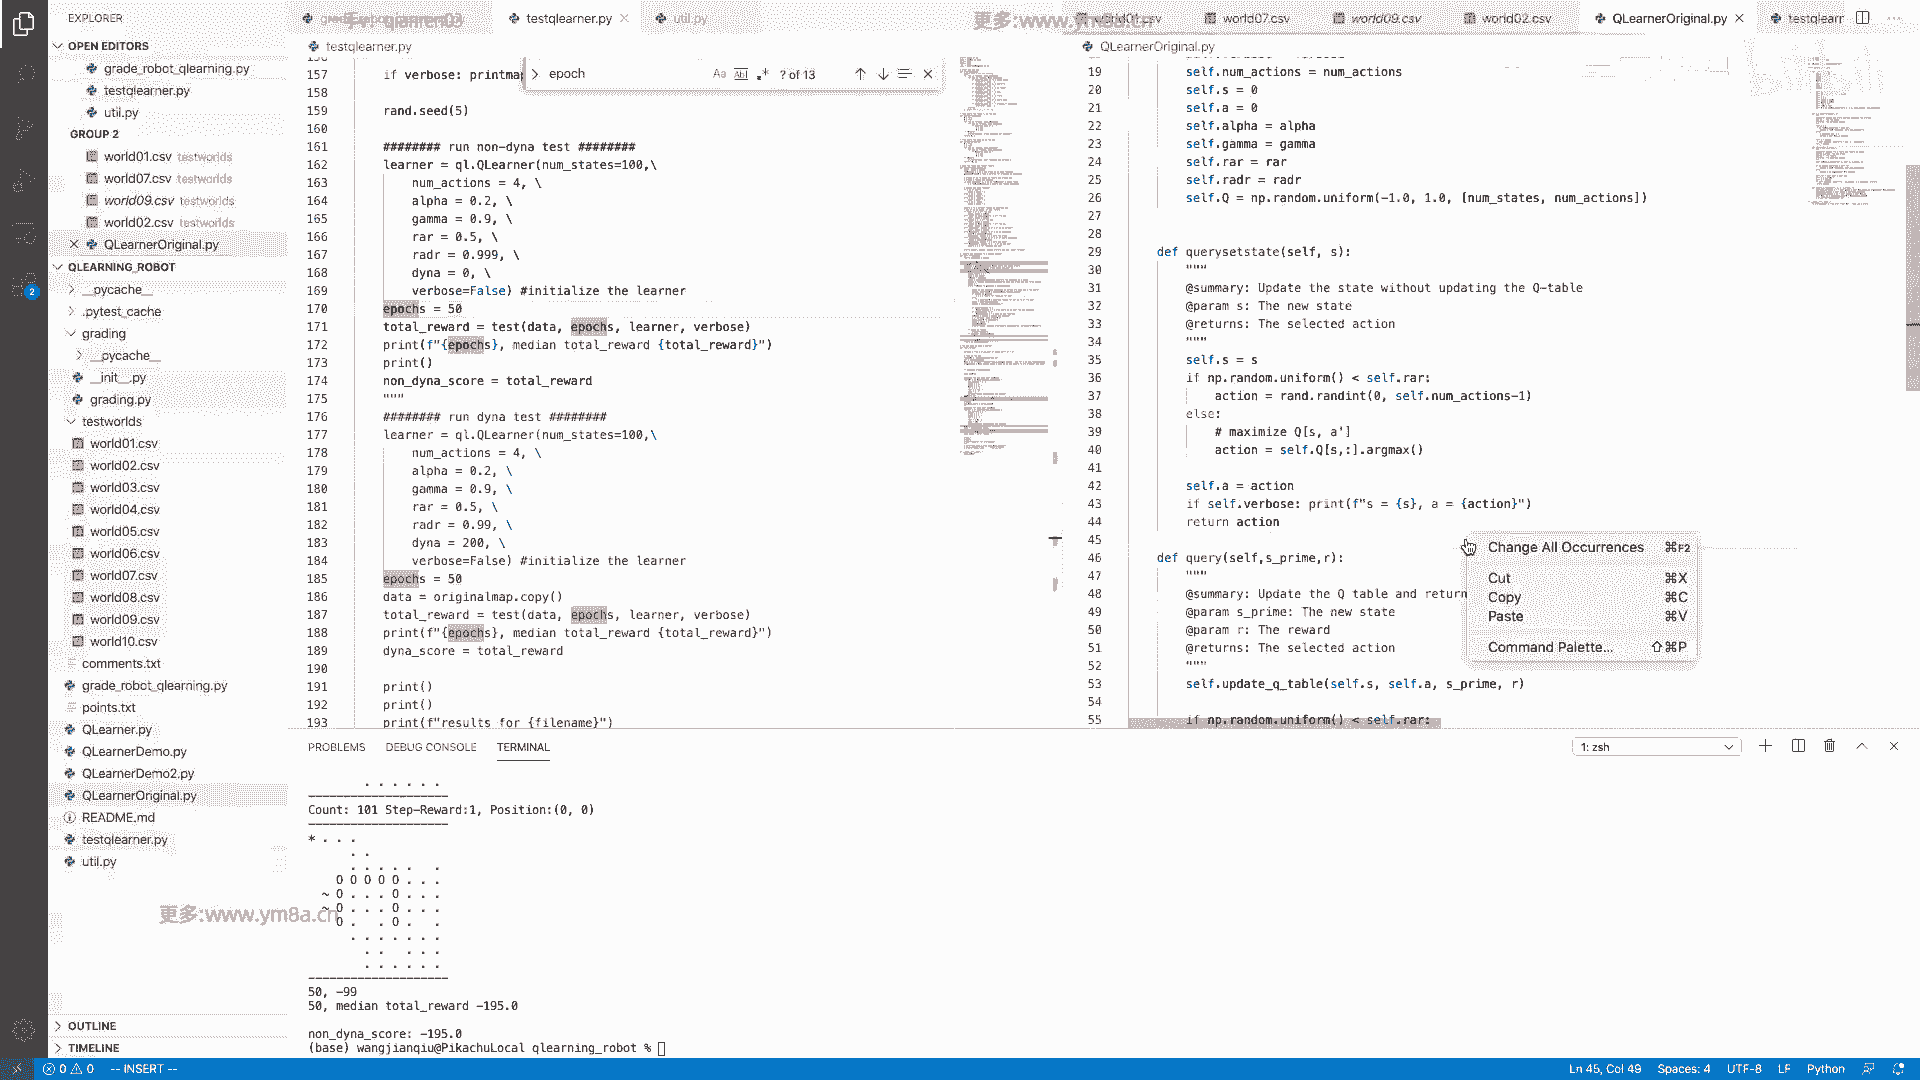 EXPLORER
OPEN EDITORS
grade_robot_qlearning.py
testqlearner.py
util.py
GROUP 2
world01.csv testworlds
world07.csv testworlds
world09.csv testworlds
world02.csv testworlds
QLearnerOriginal.py
QLEARNING_ROBOT
__pycache__
.pytest_cache
grading
__pycache__
__init__.py
grading.py
testworlds
world01.csv
world02.csv
world03.csv
world04.csv
world05.csv
world06.csv
world07.csv
world08.csv
world09.csv
world10.csv
comments.txt
grade_robot_qlearning.py
points.txt
QLearner.py
QLearnerDemo.py
QLearnerDemo2.py
QLearnerOriginal.py
README.md
testqlearner.py
util.py
OUTLINE
TIMELINE
2
testqlearner.py
util.py
testqlearner.py
epoch
Aa Abl .* ? of 13
157 if verbose: printmap
158
159 rand.seed(5)
160
161 ######## run non-dyna test ########
162 learner = ql.QLearner(num_states=100,\
163 num_actions = 4, \
164 alpha = 0.2, \
165 gamma = 0.9, \
166 rar = 0.5, \
167 radr = 0.999, \
168 dyna = 0, \
169 verbose=False) #initialize the learner
170 epochs = 50
171 total_reward = test(data, epochs, learner, verbose)
172 print(f"{epochs}, median total_reward {total_reward}")
173 print()
174 non_dyna_score = total_reward
175 """
176 ######## run dyna test ########
177 learner = ql.QLearner(num_states=100,\
178 num_actions = 4, \
179 alpha = 0.2, \
180 gamma = 0.9, \
181 rar = 0.5, \
182 radr = 0.99, \
183 dyna = 200, \
184 verbose=False) #initialize the learner
185 epochs = 50
186 data = originalmap.copy()
187 total_reward = test(data, epochs, learner, verbose)
188 print(f"{epochs}, median total_reward {total_reward}")
189 dyna_score = total_reward
190
191 print()
192 print()
193 print(f"results for {filename}")
更多:www.ym8a.cn
world07.csv
world09.csv
world02.csv
QLearnerOriginal.py
testqlearr
QLearnerOriginal.py
19 self.num_actions = num_actions
20 self.s = 0
21 self.a = 0
22 self.alpha = alpha
23 self.gamma = gamma
24 self.rar = rar
25 self.radr = radr
26 self.Q = np.random.uniform(-1.0, 1.0, [num_states, num_actions])
27
28
29 def querysetstate(self, s):
30 """
31 @summary: Update the state without updating the Q-table
32 @param s: The new state
33 @returns: The selected action
34 """
35 self.s = s
36 if np.random.uniform() < self.rar:
37 action = rand.randint(0, self.num_actions-1)
38 else:
39 # maximize Q[s, a']
40 action = self.Q[s,:].argmax()
41
42 self.a = action
43 if self.verbose: print(f"s = {s}, a = {action}")
44 return action
45
46 def query(self,s_prime,r):
47 """
48 @summary: Update the Q table and return
49 @param s_prime: The new state
50 @param r: The reward
51 @returns: The selected action
52 """
53 self.update_q_table(self.s, self.a, s_prime, r)
54
55 if np.random.uniform() < self.rar:
Change All Occurrences ⌘F2
Cut ⌘X
Copy ⌘C
Paste ⌘V
Command Palette... ⇧⌘P
PROBLEMS DEBUG CONSOLE TERMINAL
1: zsh
. . . . . .
--------------------
Count: 101 Step-Reward:1, Position:(0, 0)
--------------------
* . . .
. .
. . . . . .
O O O O O . . .
~ O . . . O . . .
~ O . . . O . . .
O . . O . .
. . . . . . .
. . . . .
. . . . . .
--------------------
50, -99
50, median total_reward -195.0
non_dyna_score: -195.0
(base) wangjianqiu@PikachuLocal qlearning_robot %
更多:www.ym8a.cn
0 0 -- INSERT --
Ln 45, Col 49 Spaces: 4 UTF-8 LF Python